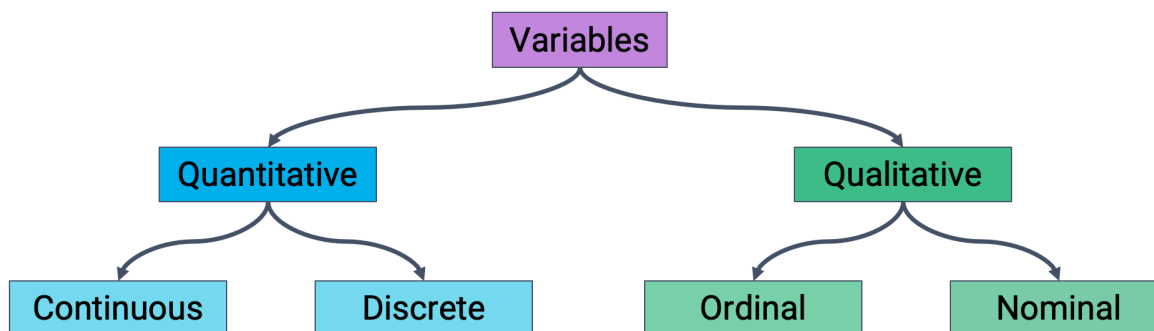 Variables
Quantitative
Qualitative
Continuous
Discrete
Ordinal
Nominal